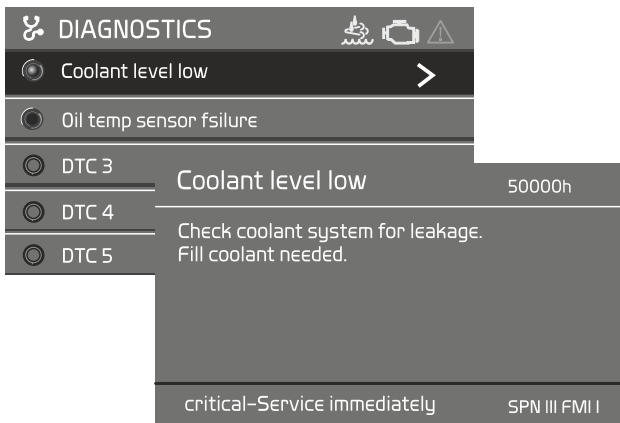 DIAGNOSTICS
Coolant level low
Oil temp sensor fsilure
DTC 3
DTC 4
DTC 5
Coolant level low
50000h
Check coolant system for leakage.
Fill coolant needed.
critical-Service immediately
SPN III FMI I